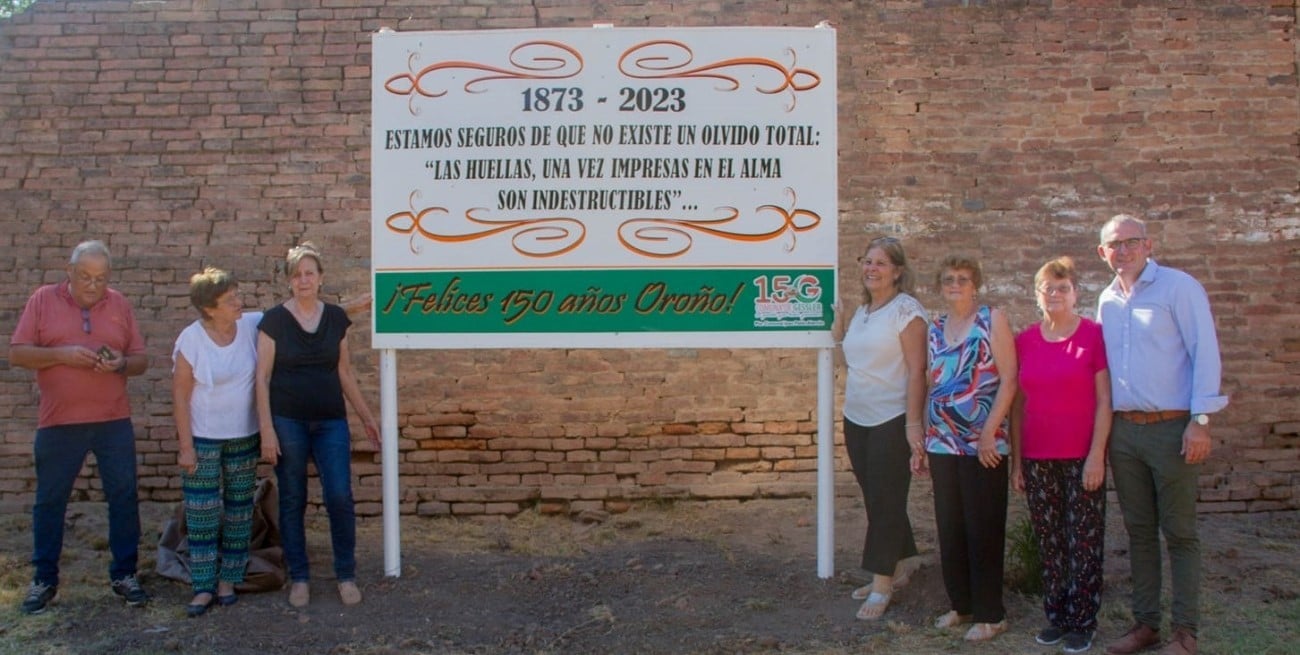 1873 - 2023
ESTAMOS SEGUROS DE QUE NO EXISTE UN OLVIDO TOTAL:
“LAS HUELLAS, UNA VEZ IMPRESAS EN EL ALMA
SON INDESTRUCTIBLES”...
¡Felices 150 años Oroño!
GESSLER